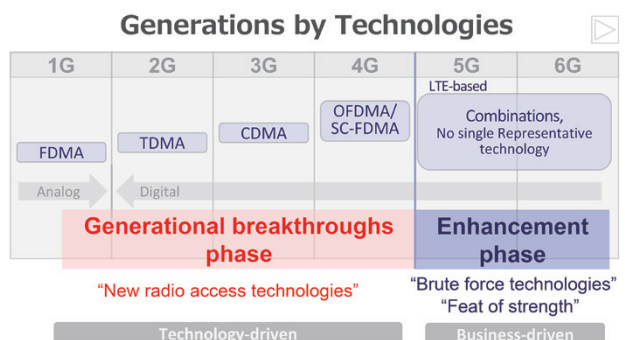 Generations by Technologies
1G 2G 3G 4G 5G 6G
LTE-based
FDMA
TDMA
CDMA
OFDMA/
SC-FDMA
Combinations,
No single Representative
technology
Analog
Digital
Generational breakthroughs
phase
Enhancement
phase
“New radio access technologies”
“Brute force technologies”
“Feat of strength”
Technology-driven
Business-driven